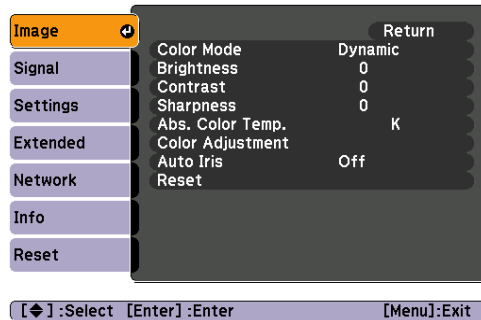 Image
Signal
Settings
Extended
Network
Info
Reset
Return
Color Mode Dynamic
Brightness 0
Contrast 0
Sharpness 0
Abs. Color Temp. K
Color Adjustment
Auto Iris Off
Reset
[ ] :Select [Enter] :Enter [Menu]:Exit